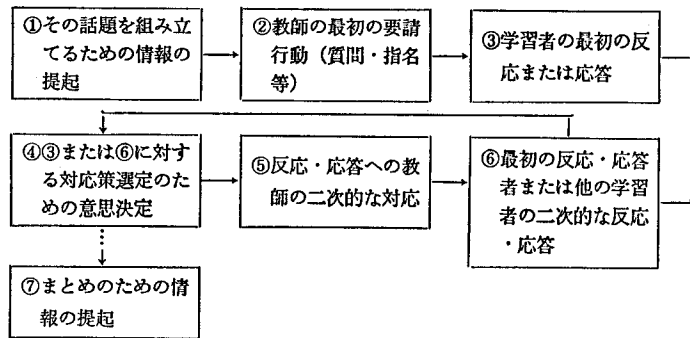 ①その話題を組み立
てるための情報の
提起
②教師の最初の要請
行動（質問・指名
等）
③学習者の最初の反
応または応答
④③または⑥に対す
る対応策選定のた
めの意思決定
⑤反応・応答への教
師の二次的な対応
⑥最初の反応・応答
者または他の学習
者の二次的な反応
・応答
⑦まとめのための情
報の提起